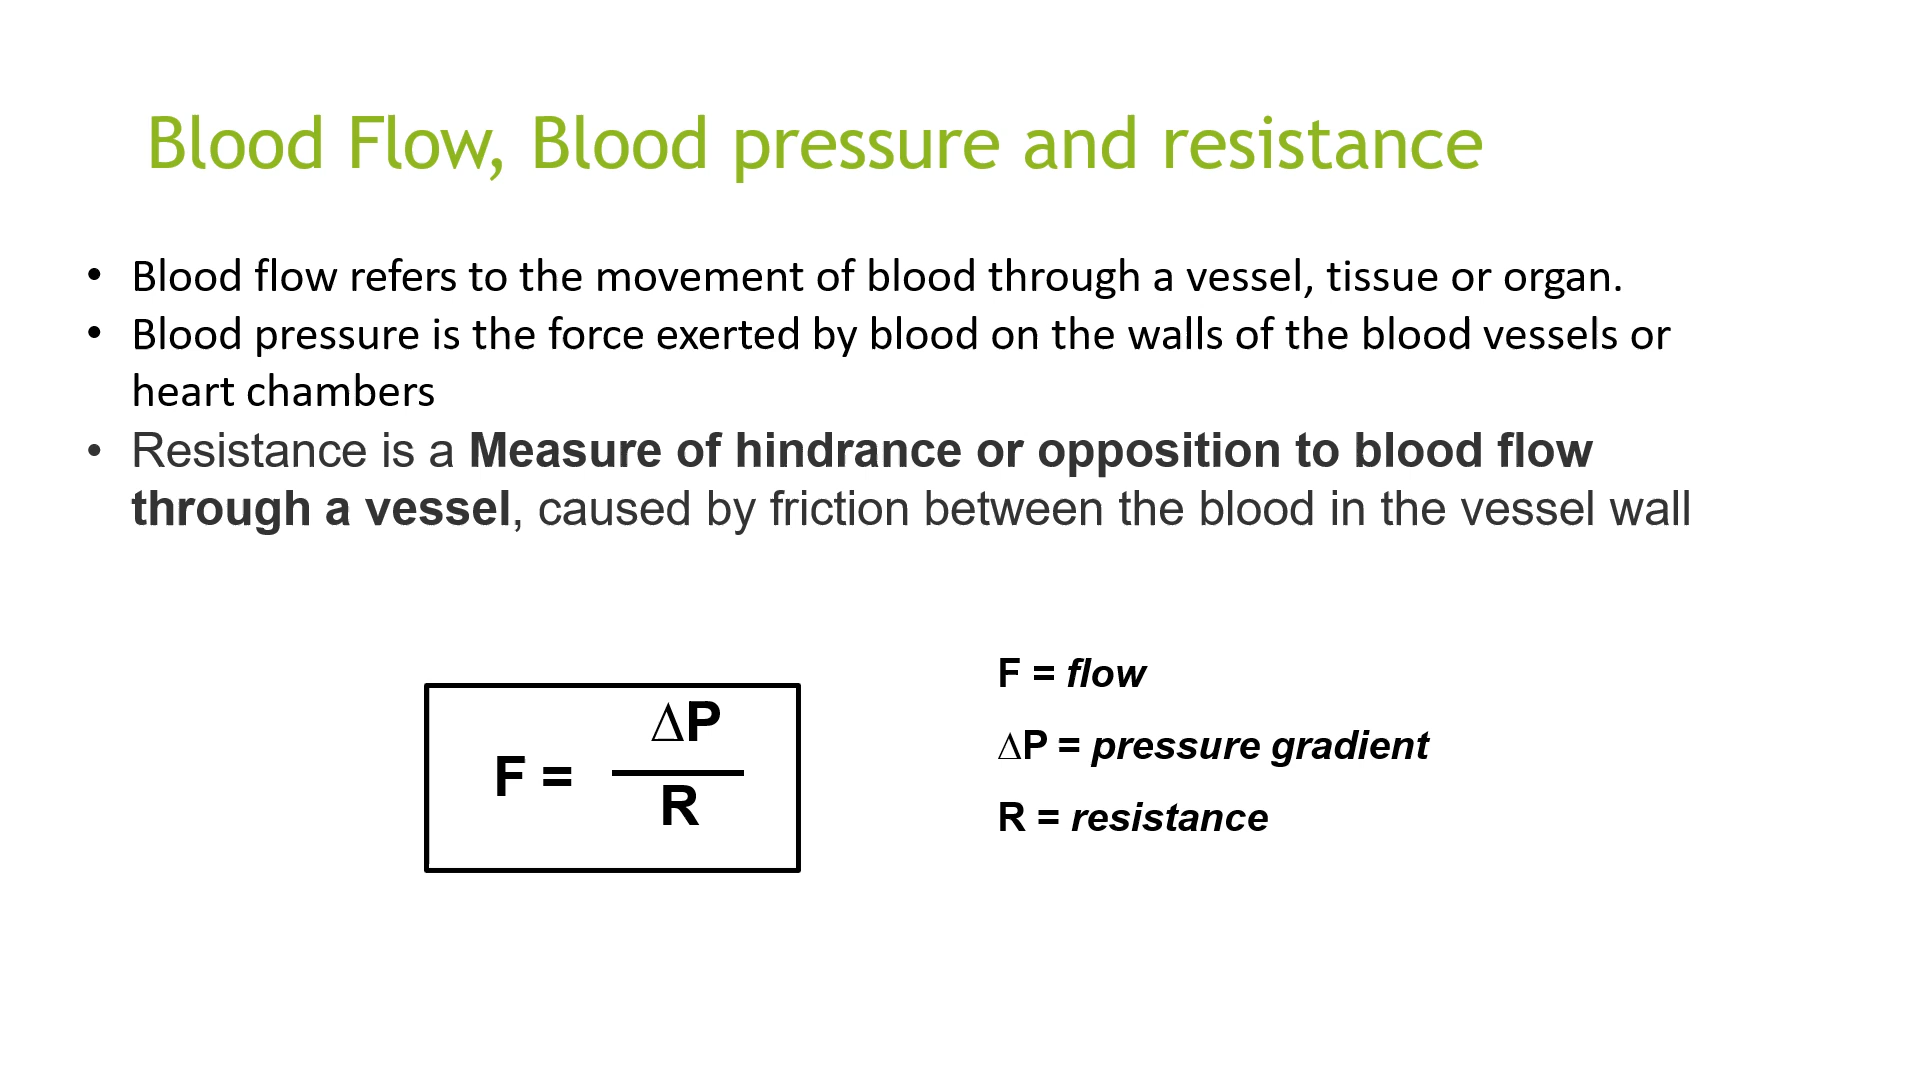 Blood Flow, Blood pressure and resistance
• Blood flow refers to the movement of blood through a vessel, tissue or organ.
• Blood pressure is the force exerted by blood on the walls of the blood vessels or
heart chambers
• Resistance is a Measure of hindrance or opposition to blood flow
through a vessel, caused by friction between the blood in the vessel wall
F =
∆P
R
F = flow
∆P = pressure gradient
R = resistance